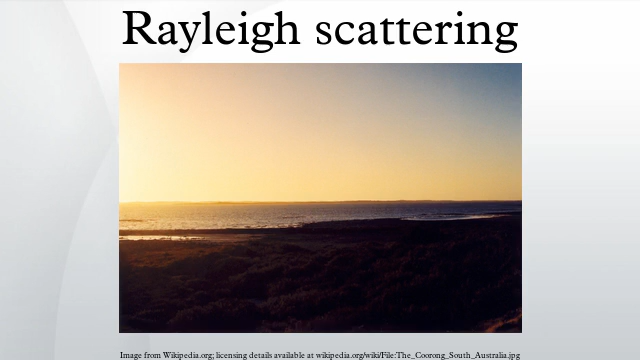 Rayleigh scattering
Image from Wikipedia.org; licensing details available at wikipedia.org/wiki/File:The_Coorong_South_Australia.jpg